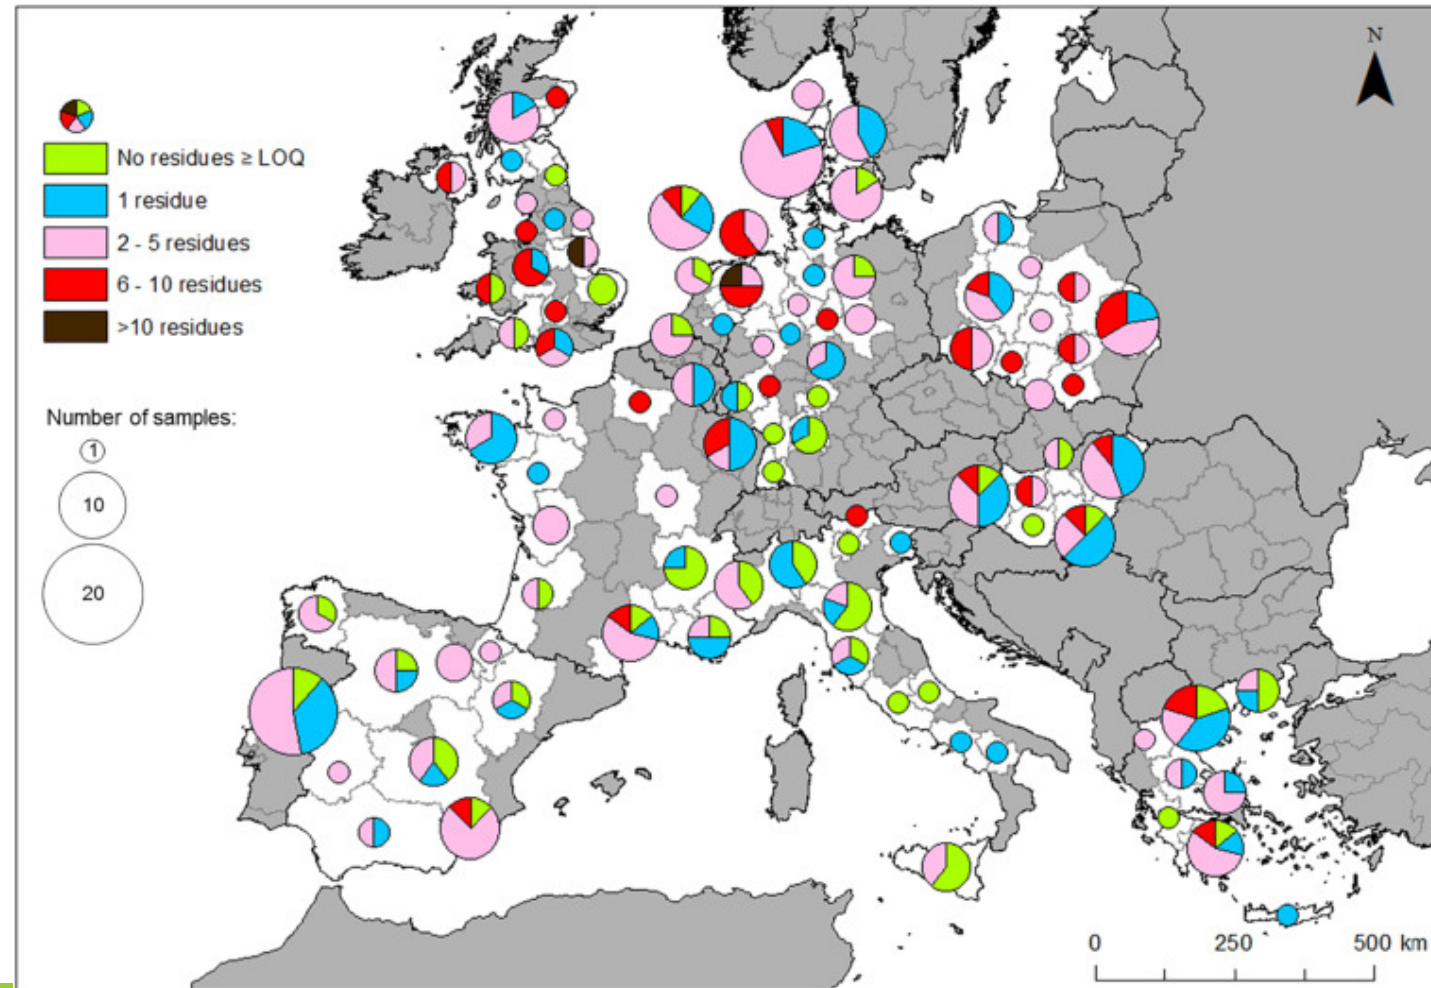 N
No residues ≥ LOQ
1 residue
2 - 5 residues
6 - 10 residues
>10 residues
Number of samples:
1
10
20
0 250 500 km